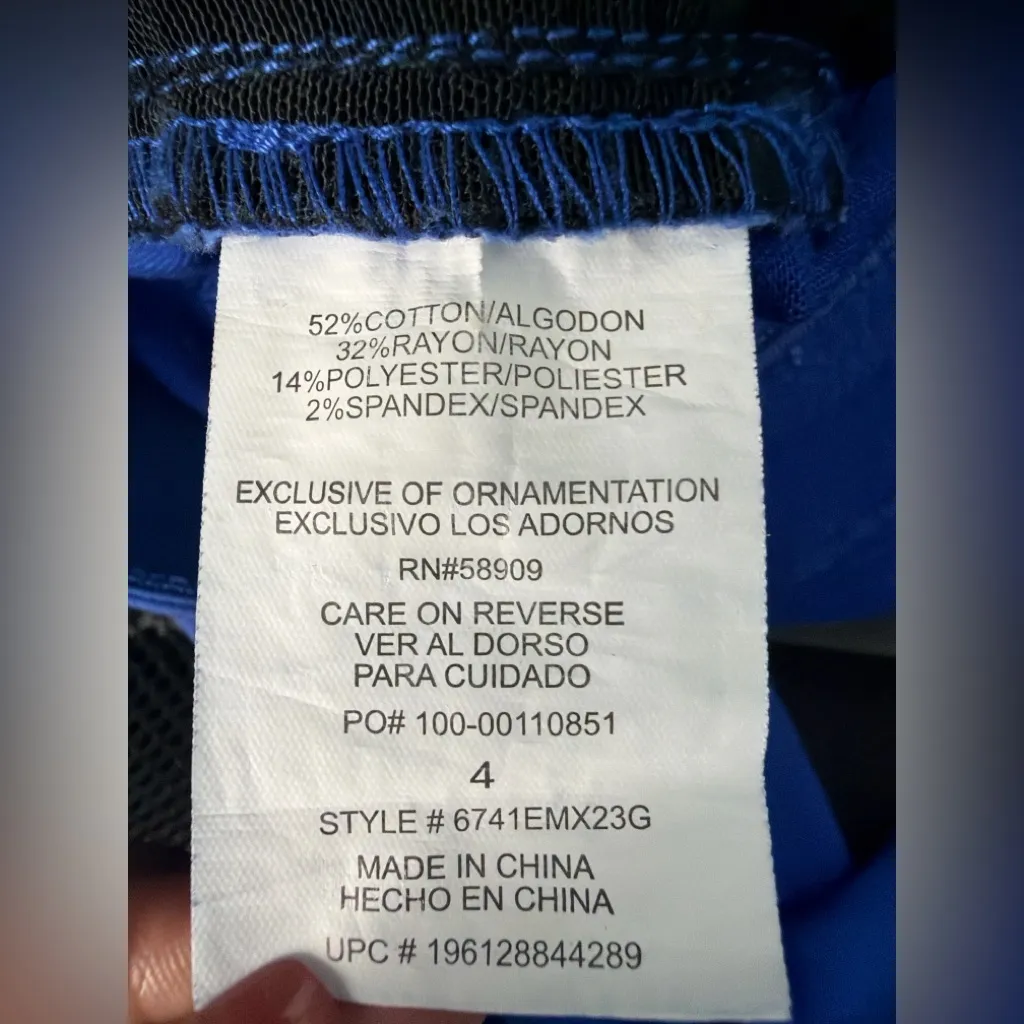 52%COTTON/ALGODON
32%RAYON/RAYON
14%POLYESTER/POLIESTER
2%SPANDEX/SPANDEX
EXCLUSIVE OF ORNAMENTATION
EXCLUSIVO LOS ADORNOS
RN#58909
CARE ON REVERSE
VER AL DORSO
PARA CUIDADO
PO# 100-00110851
4
STYLE # 6741EMX23G
MADE IN CHINA
HECHO EN CHINA
UPC # 196128844289